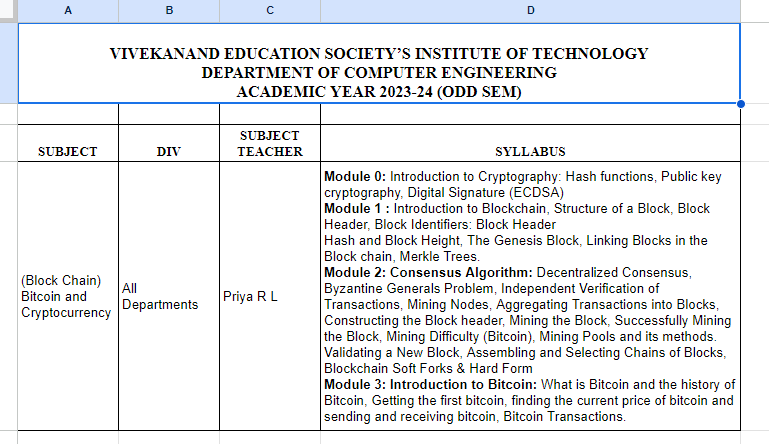 A B C D
VIVEKANAND EDUCATION SOCIETY'S INSTITUTE OF TECHNOLOGY
DEPARTMENT OF COMPUTER ENGINEERING
ACADEMIC YEAR 2023-24 (ODD SEM)
SUBJECT
DIV
SUBJECT
TEACHER
SYLLABUS
(Block Chain)
Bitcoin and
Cryptocurrency
All
Departments
Priya R L
Module 0: Introduction to Cryptography: Hash functions, Public key
cryptography, Digital Signature (ECDSA)
Module 1 : Introduction to Blockchain, Structure of a Block, Block
Header, Block Identifiers: Block Header
Hash and Block Height, The Genesis Block, Linking Blocks in the
Block chain, Merkle Trees.
Module 2: Consensus Algorithm: Decentralized Consensus,
Byzantine Generals Problem, Independent Verification of
Transactions, Mining Nodes, Aggregating Transactions into Blocks,
Constructing the Block header, Mining the Block, Successfully Mining
the Block, Mining Difficulty (Bitcoin), Mining Pools and its methods.
Validating a New Block, Assembling and Selecting Chains of Blocks,
Blockchain Soft Forks & Hard Form
Module 3: Introduction to Bitcoin: What is Bitcoin and the history of
Bitcoin, Getting the first bitcoin, finding the current price of bitcoin and
sending and receiving bitcoin, Bitcoin Transactions.